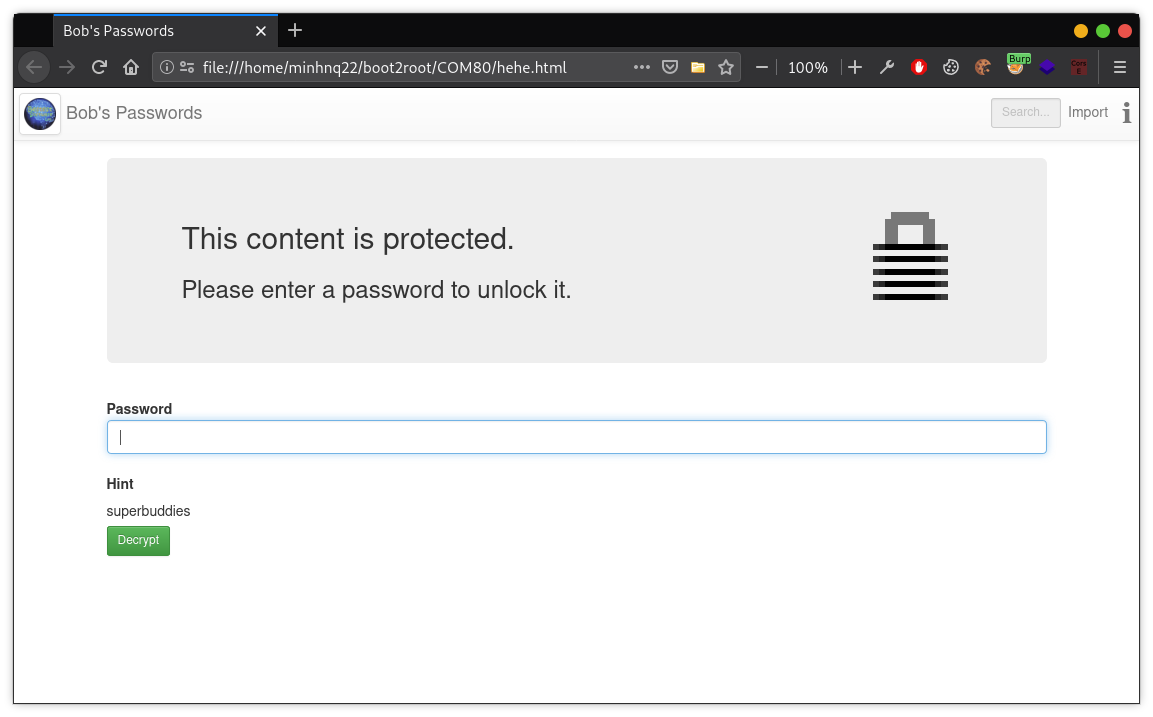 Bob's Passwords
file:///home/minhnq22/boot2root/COM80/hehe.html
100%
Burp
Cors
E
Bob's Passwords
Search...
Import
This content is protected.
Please enter a password to unlock it.
Password
Hint
superbuddies
Decrypt